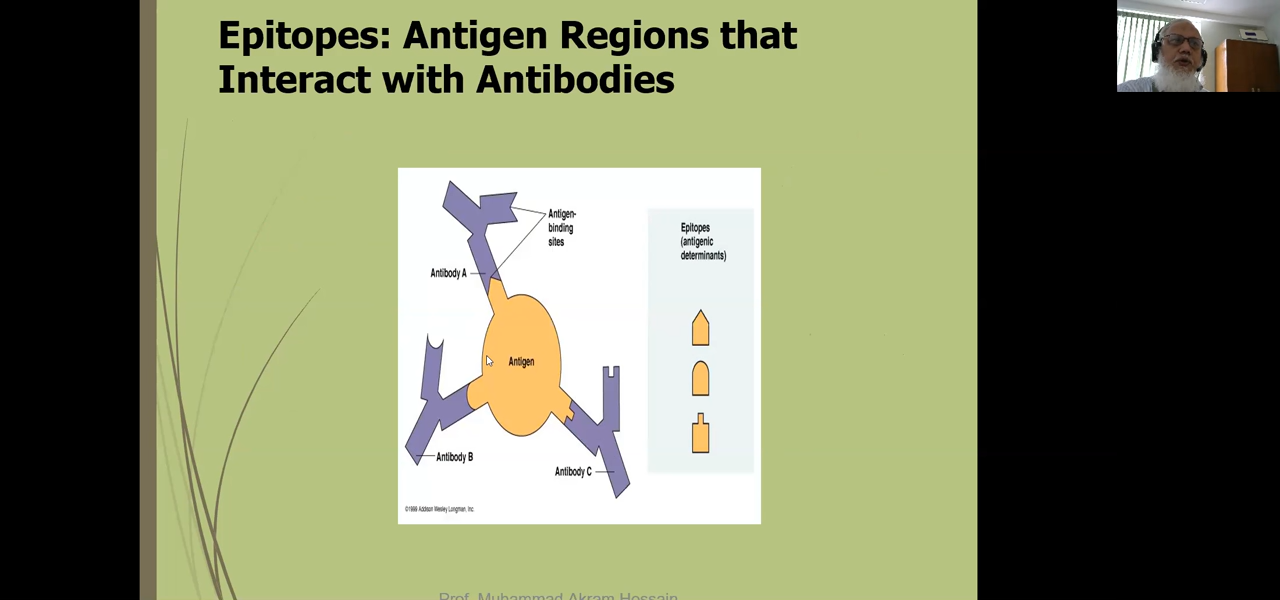 Epitopes: Antigen Regions that
Interact with Antibodies
Antigen-
binding
sites
Epitopes
(antigenic
determinants)
Antibody A
Antigen
Antibody B
Antibody C
©1999 Addison Wesley Longman, Inc.
Prof. Muhammad Akram Hossain